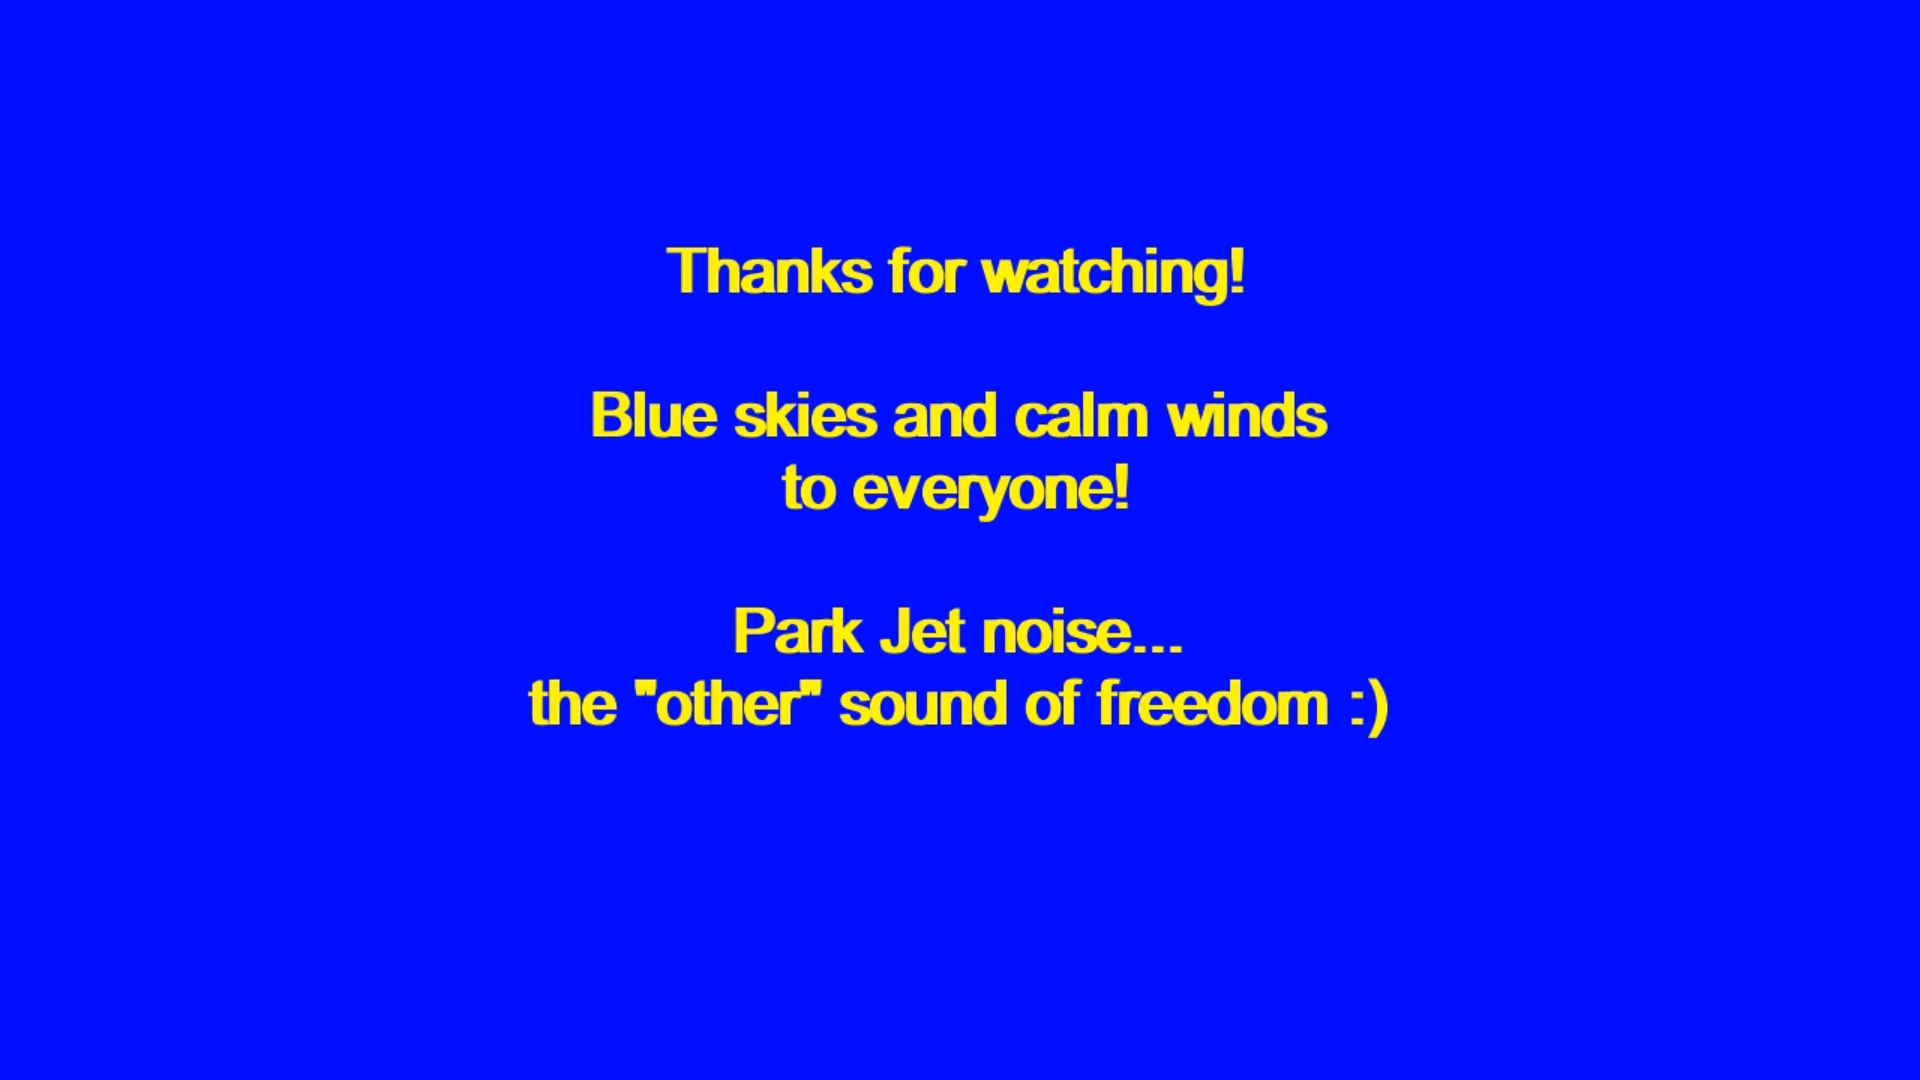 Thanks for watching!
Blue skies and calm winds
to everyone!
Park Jet noise...
the "other" sound of freedom :)